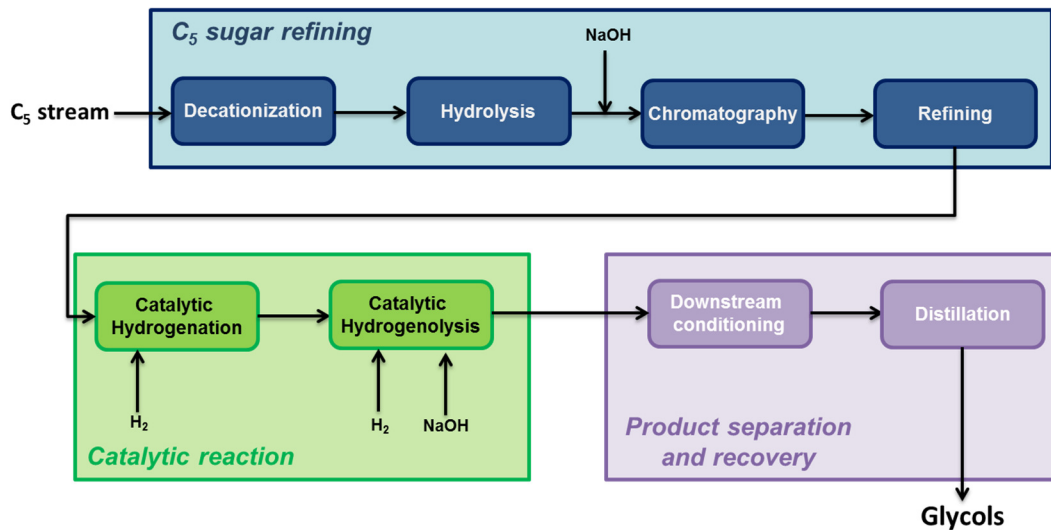 C₅ sugar refining
NaOH
C₅ stream
Decationization
Hydrolysis
Chromatography
Refining
Catalytic
Hydrogenation
Catalytic
Hydrogenolysis
Downstream
conditioning
Distillation
H₂
H₂
NaOH
Catalytic reaction
Product separation
and recovery
Glycols